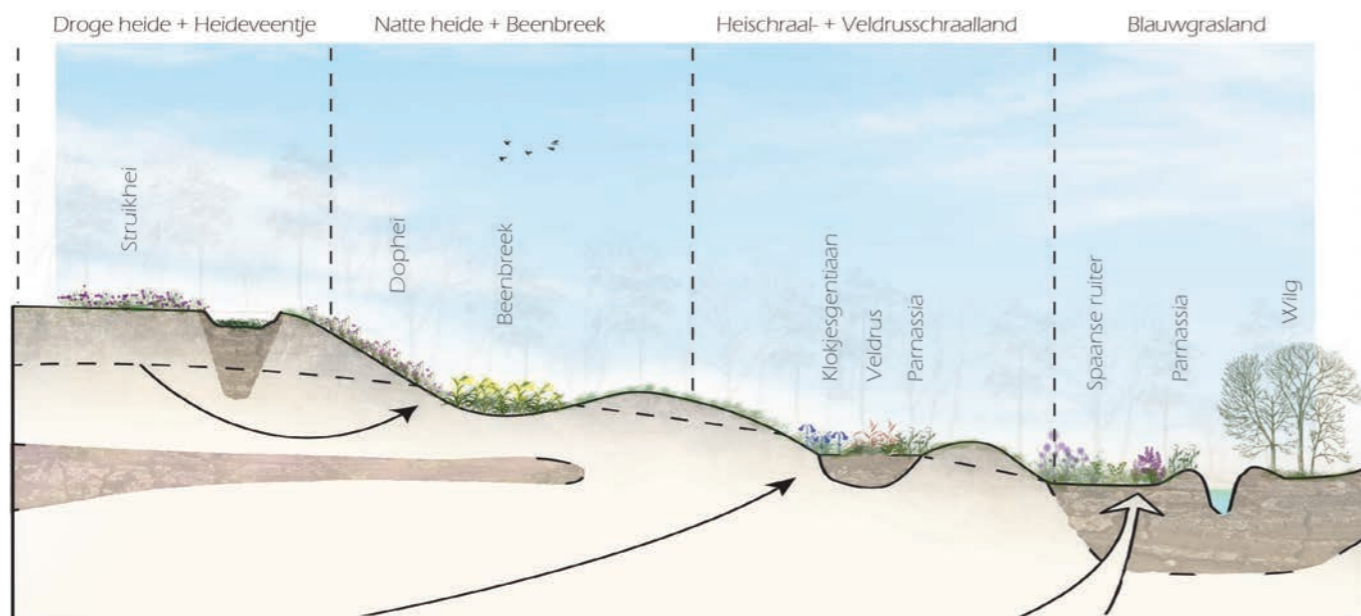 Droge heide + Heideveentje
Natte heide + Beenbreek
Heischraal- + Veldrusschraalland
Blauwgrasland
Struikhei
Dophei
Beenbreek
Klokjesgentiaan
Veldrus
Parnassia
Spaanse ruiter
Parnassia
Wilg